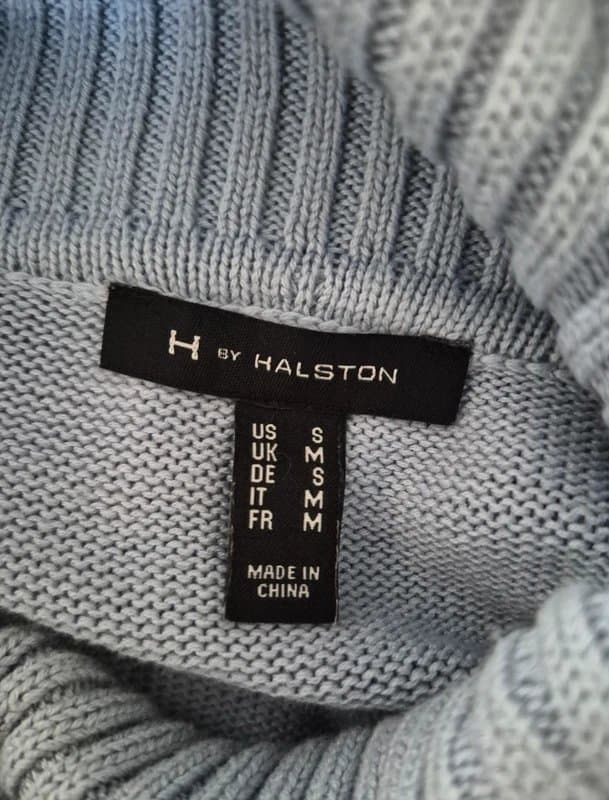 H BY HALSTON
US S
UK M
DE S
IT M
FR M
MADE IN
CHINA